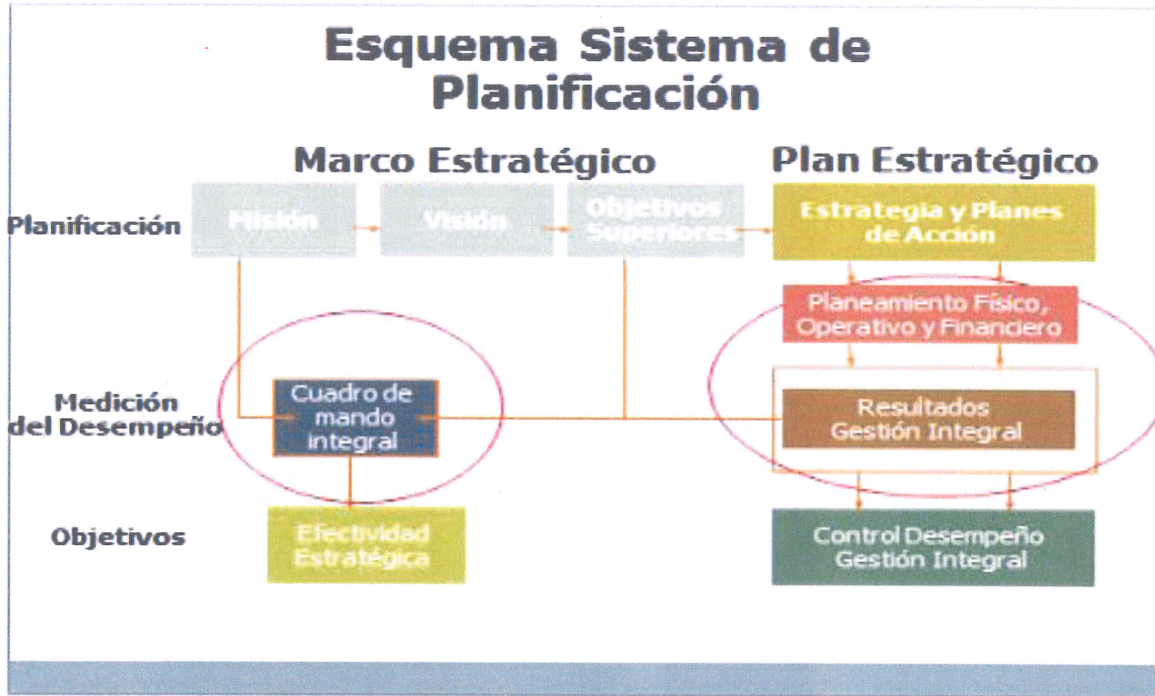 Esquema Sistema de
Planificación
Marco Estratégico
Plan Estratégico
Planificación
Misión
Visión
Objetivos
Superiores
Estrategia y Planes
de Acción
Planeamiento Físico,
Operativo y Financiero
Medición
del Desempeño
Cuadro de
mando
integral
Resultados
Gestión Integral
Objetivos
Efectividad
Estratégica
Control Desempeño
Gestión Integral